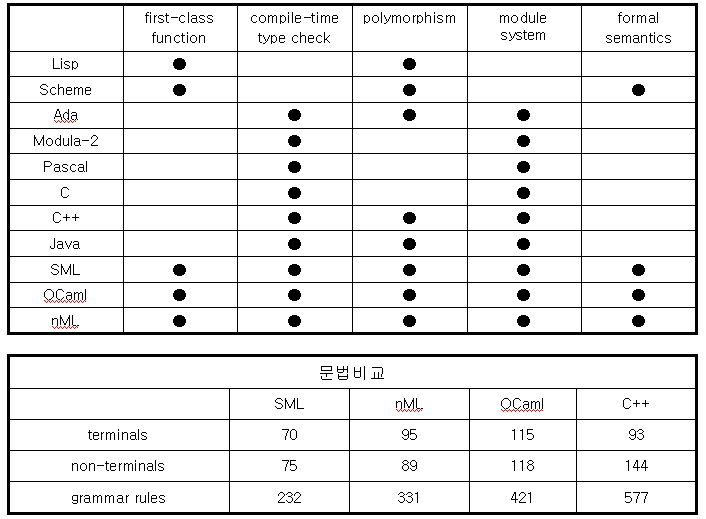 first-class function compile-time type check polymorphism module system formal semantics
Lisp ● ●
Scheme ● ● ●
Ada ● ● ●
Modula-2 ● ●
Pascal ● ●
C ● ●
C++ ● ● ●
Java ● ● ●
SML ● ● ● ● ●
OCaml ● ● ● ● ●
nML ● ● ● ● ●
문법비교
SML nML OCaml C++
terminals 70 95 115 93
non-terminals 75 89 118 144
grammar rules 232 331 421 577